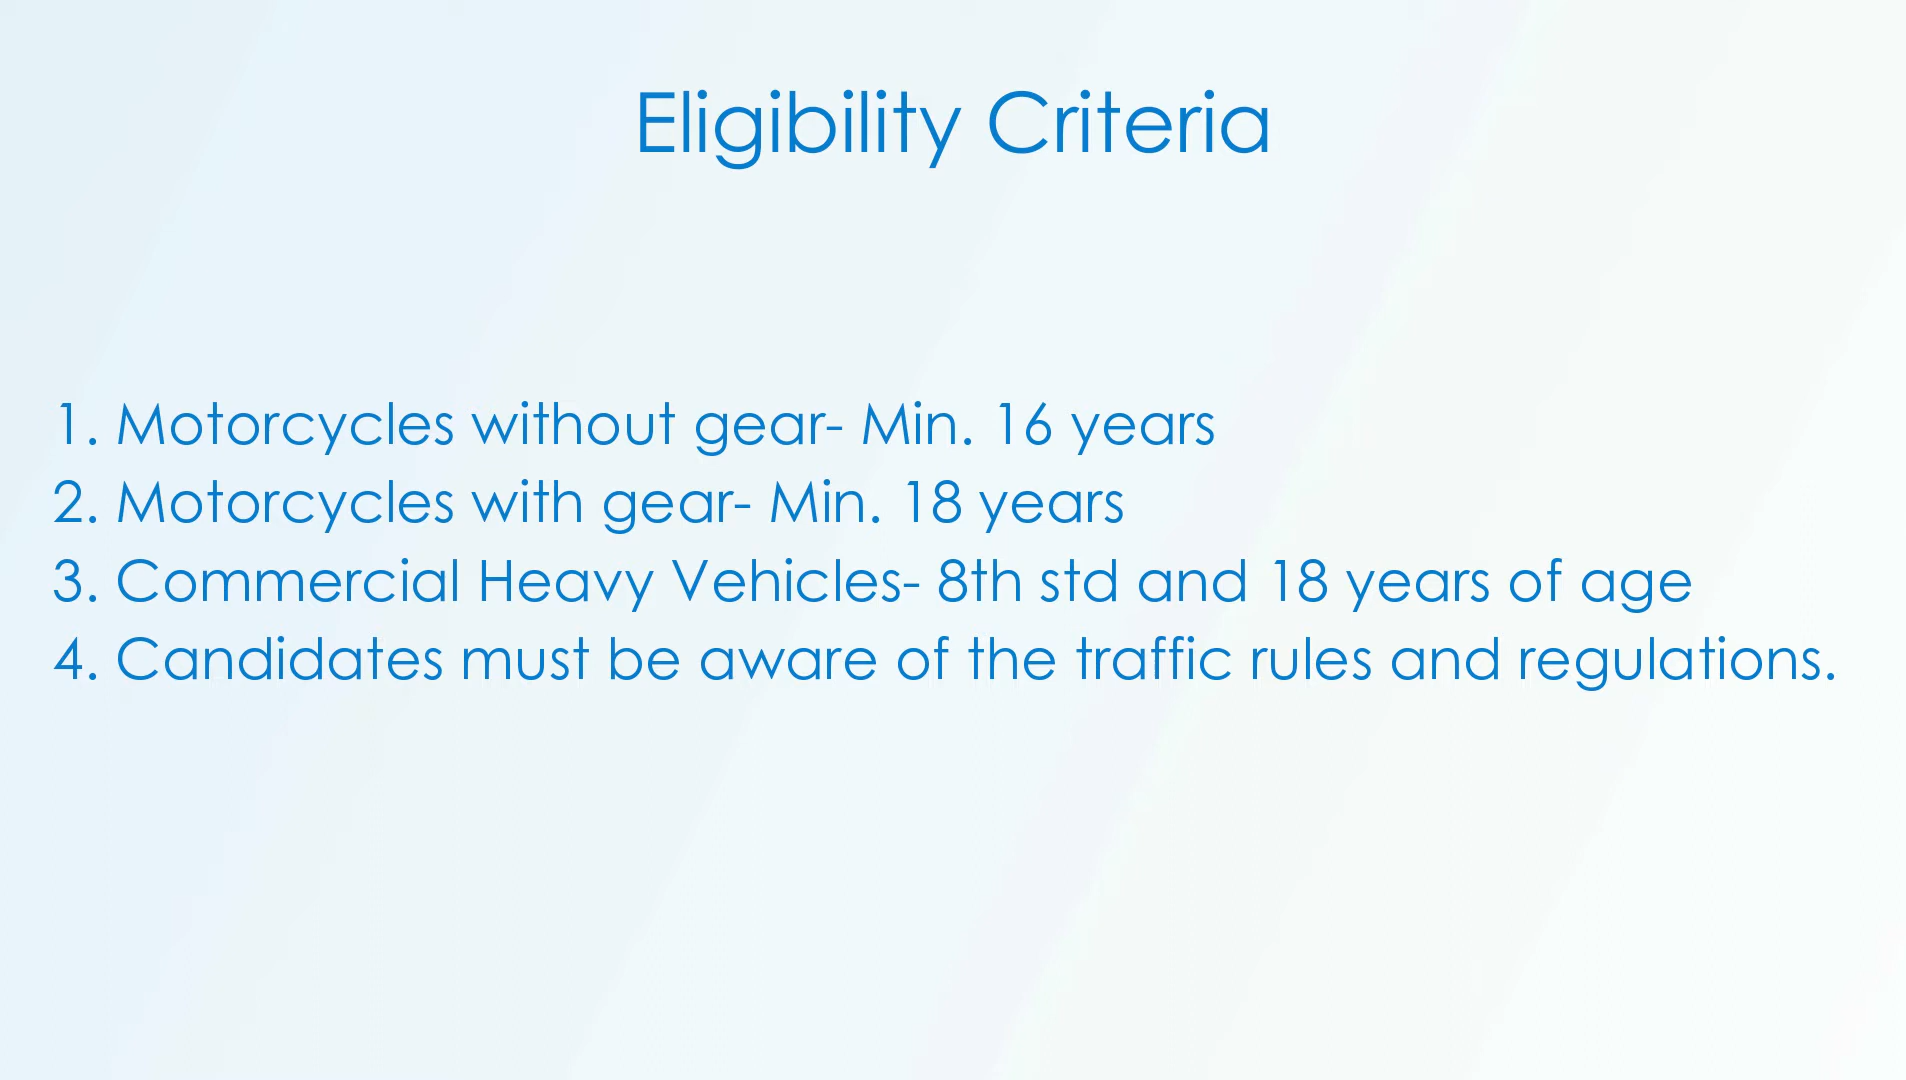 Eligibility Criteria
1. Motorcycles without gear- Min. 16 years
2. Motorcycles with gear- Min. 18 years
3. Commercial Heavy Vehicles- 8th std and 18 years of age
4. Candidates must be aware of the traffic rules and regulations.